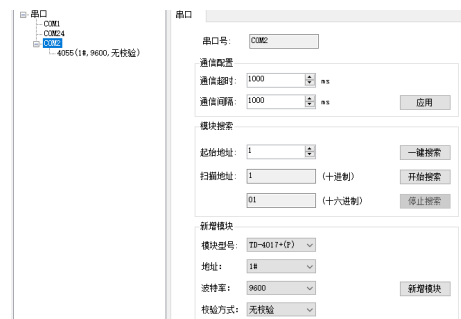 串口
COM1
COM24
COM2
4055(1#,9600,无校验)
串口
串口号: COM2
通信配置
通信超时: 1000 ms
通信间隔: 1000 ms 应用
模块搜索
起始地址: 1 一键搜索
扫描地址: 1 (十进制) 开始搜索
01 (十六进制) 停止搜索
新增模块
模块型号: TD-4017+(F)
地址: 1#
波特率: 9600 新增模块
校验方式: 无校验